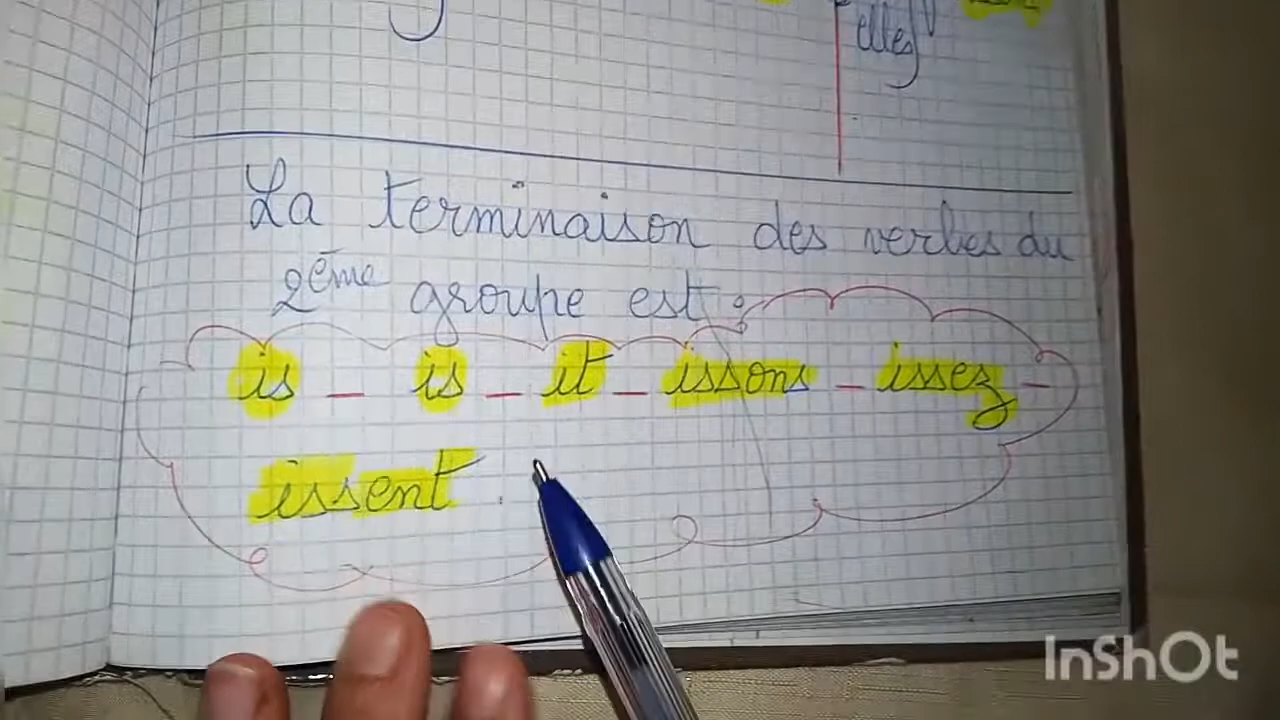 elles
La terminaison des verbes du
2ème groupe est :
is _ is _ it _ issons _ issez -
issent .
InShOt